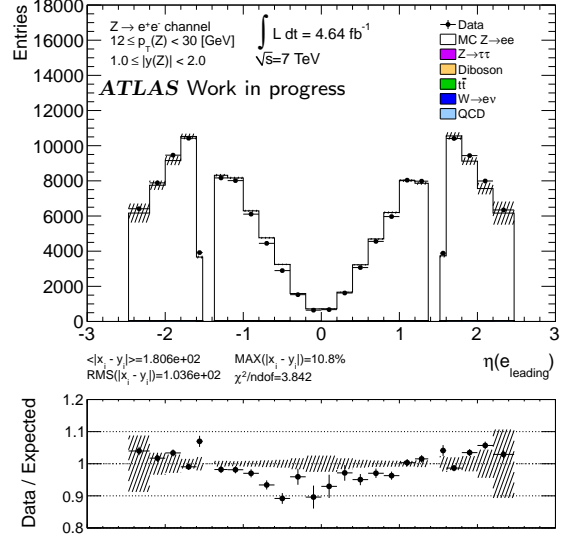 Entries
18000
16000
14000
12000
10000
8000
6000
4000
2000
0
Z→e⁺e⁻ channel
12 ≤ p_T(Z) < 30 [GeV]
1.0 ≤ |y(Z)| < 2.0
∫ L dt = 4.64 fb⁻¹
√s=7 TeV
ATLAS Work in progress
Data
MC Z→ee
Z→ττ
Diboson
tt̄
W→eν
QCD
-3 -2 -1 0 1 2 3
η(e_leading)
<|x_i - y_i|>=1.806e+02 MAX(|x_i - y_i|)=10.8%
RMS(|x_i - y_i|)=1.036e+02 χ²/ndof=3.842
Data / Expected
1.2
1.1
1.0
0.9
0.8